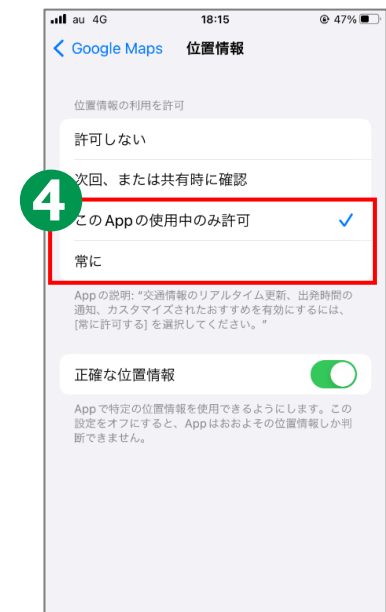 au 4G 18:15 47%
Google Maps 位置情報
位置情報の利用を許可
許可しない
次回、または共有時に確認
4
このAppの使用中のみ許可
常に
Appの説明: “交通情報のリアルタイム更新、出発時間の
通知、カスタマイズされたおすすめを有効にするには、
[常に許可する] を選択してください。”
正確な位置情報
Appで特定の位置情報を使用できるようにします。この
設定をオフにすると、Appはおおよその位置情報しか判
断できません。